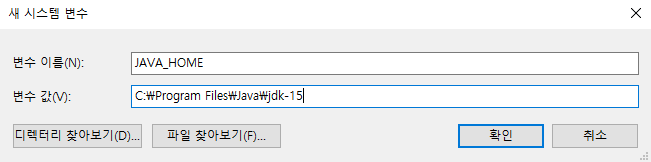 새 시스템 변수
변수 이름(N):
JAVA_HOME
변수 값(V):
C:₩Program Files₩Java₩jdk-15
디렉터리 찾아보기(D)...
파일 찾아보기(F)...
확인
취소